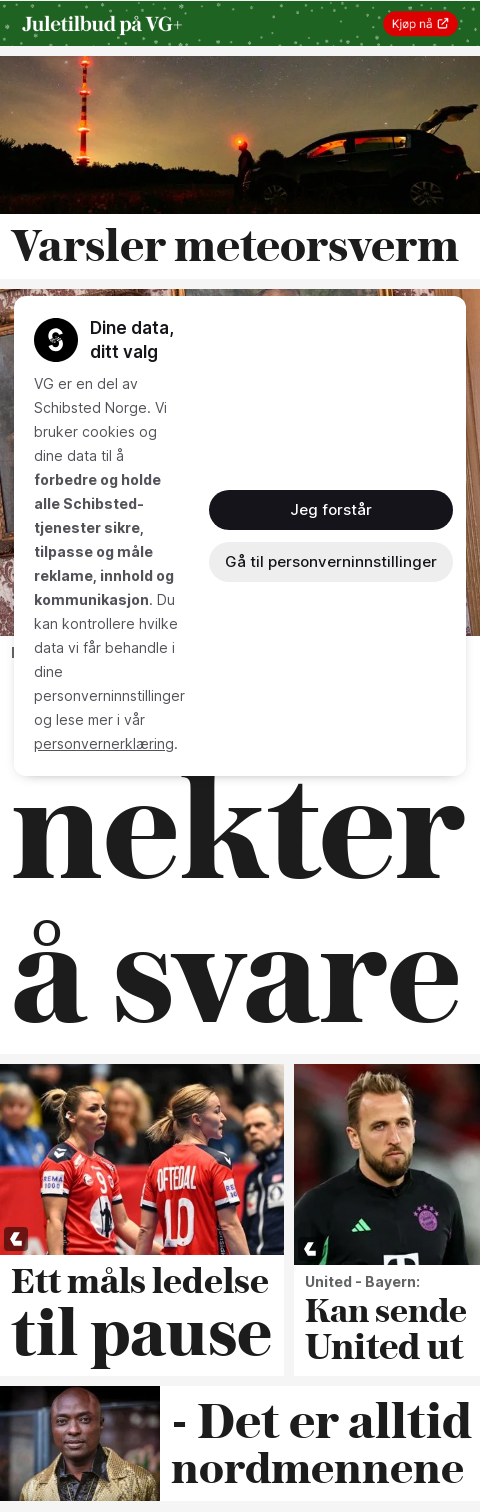 Juletilbud på VG+
Kjøp nå
Varsler meteorsverm
Dine data,
ditt valg
VG er en del av
Schibsted Norge. Vi
bruker cookies og
dine data til å
forbedre og holde
alle Schibsted-
tjenester sikre,
tilpasse og måle
reklame, innhold og
kommunikasjon. Du
kan kontrollere hvilke
data vi får behandle i
dine
personverninnstillinger
og lese mer i vår
personvernerklæring.
Jeg forstår
Gå til personverninnstillinger
nekter
å svare
REMA
1000
9
OFTEDAL
10
REMA
1000
Ett måls ledelse
til pause
United - Bayern:
Kan sende
United ut
- Det er alltid
nordmennene